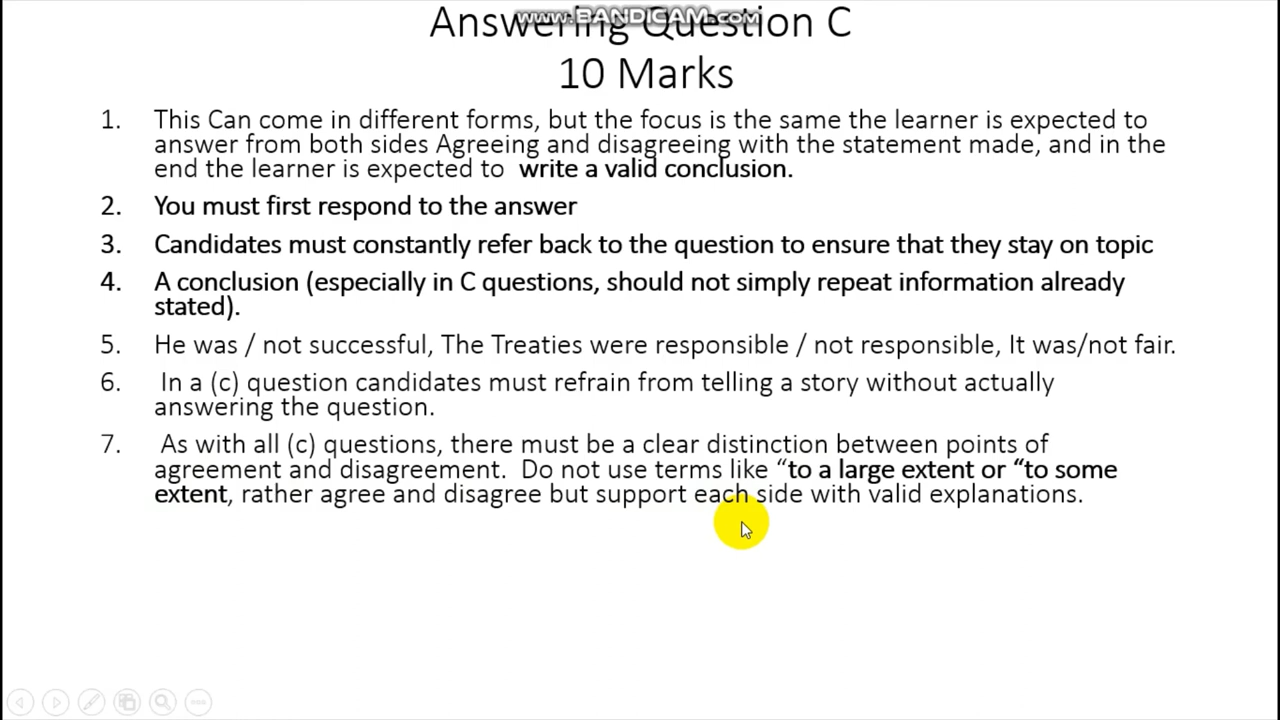 www.BANDICAM.com
Answering Question C
10 Marks
1. This Can come in different forms, but the focus is the same the learner is expected to
answer from both sides Agreeing and disagreeing with the statement made, and in the
end the learner is expected to write a valid conclusion.
2. You must first respond to the answer
3. Candidates must constantly refer back to the question to ensure that they stay on topic
4. A conclusion (especially in C questions, should not simply repeat information already
stated).
5. He was / not successful, The Treaties were responsible / not responsible, It was/not fair.
6. In a (c) question candidates must refrain from telling a story without actually
answering the question.
7. As with all (c) questions, there must be a clear distinction between points of
agreement and disagreement. Do not use terms like “to a large extent or “to some
extent, rather agree and disagree but support each side with valid explanations.